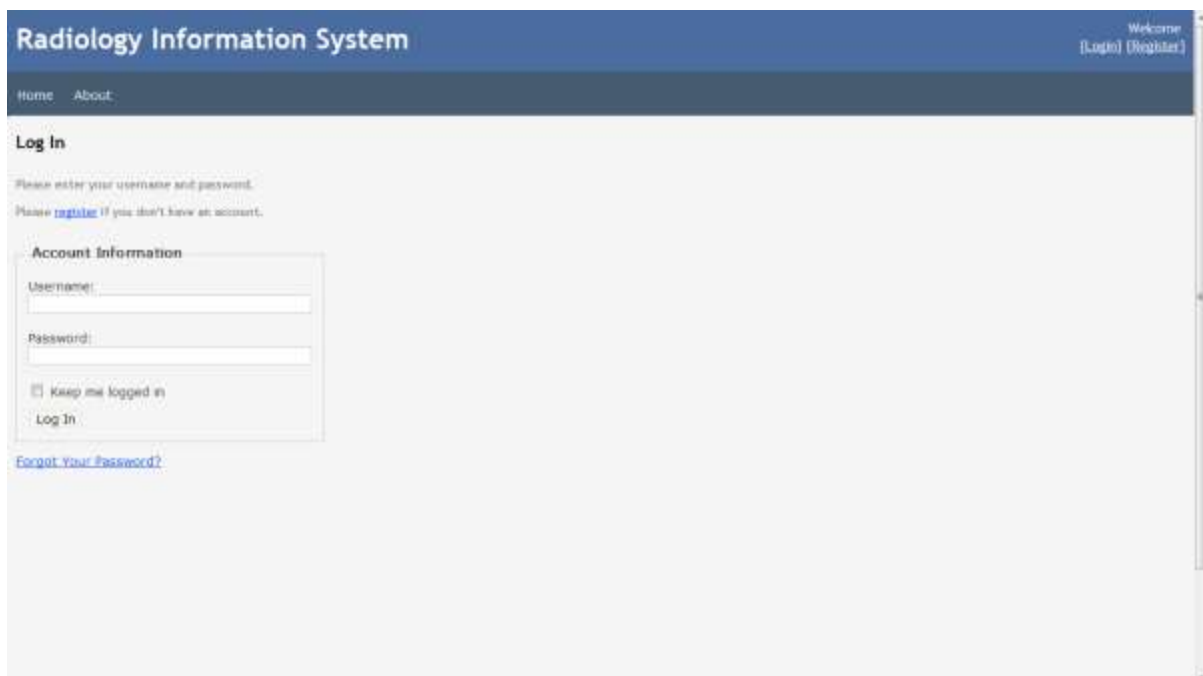 Radiology Information System
Welcome
[Login] [Register]
Home About
Log In
Please enter your username and password.
Please register if you don't have an account.
Account Information
Username:
Password:
Keep me logged in
Log In
Forgot Your Password?